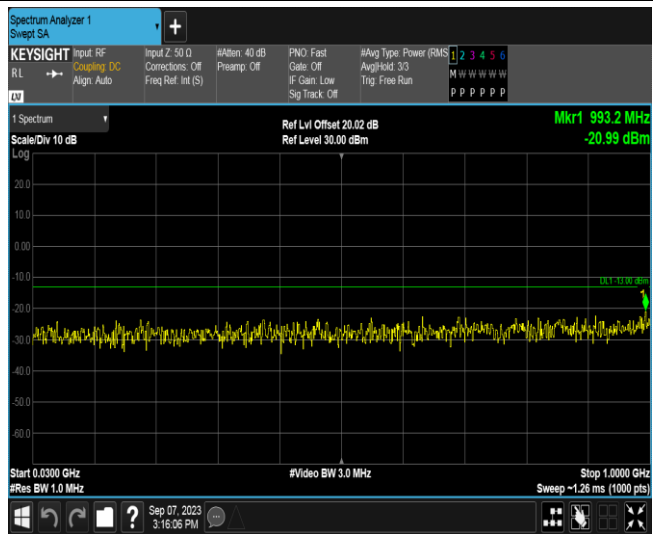 Spectrum Analyzer 1
Swept SA
+
KEYSIGHT
RL
Input: RF
Coupling: DC
Align: Auto
Input Z: 50 Ω
Corrections: Off
Freq Ref: Int (S)
#Atten: 40 dB
Preamp: Off
PNO: Fast
Gate: Off
IF Gain: Low
Sig Track: Off
#Avg Type: Power (RMS
Avg|Hold: 3/3
Trig: Free Run
1 2 3 4 5 6
M W W W W W
P P P P P P
LXI
1 Spectrum
Scale/Div 10 dB
Log
Ref Lvl Offset 20.02 dB
Ref Level 30.00 dBm
Mkr1 993.2 MHz
-20.99 dBm
20.0
10.0
0.00
-10.0
DL1 -13.00 dBm
-20.0
-30.0
-40.0
-50.0
-60.0
Start 0.0300 GHz
#Res BW 1.0 MHz
#Video BW 3.0 MHz
Stop 1.0000 GHz
Sweep ~1.26 ms (1000 pts)
?
Sep 07, 2023
3:16:06 PM